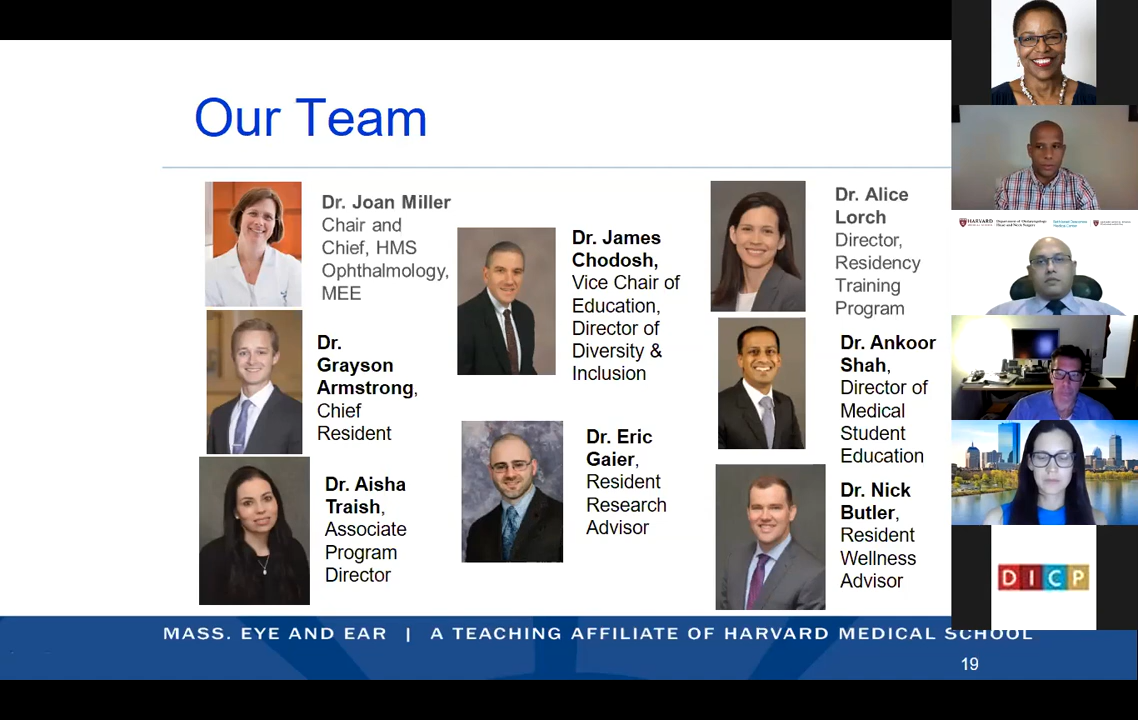 Our Team
Dr. Joan Miller
Chair and
Chief, HMS
Ophthalmology,
MEE
Dr.
Grayson
Armstrong,
Chief
Resident
Dr. Aisha
Traish,
Associate
Program
Director
Dr. James
Chodosh,
Vice Chair of
Education,
Director of
Diversity &
Inclusion
Dr. Eric
Gaier,
Resident
Research
Advisor
Dr. Alice
Lorch
Director,
Residency
Training
Program
Dr. Ankoor
Shah,
Director of
Medical
Student
Education
Dr. Nick
Butler,
Resident
Wellness
Advisor
MASS. EYE AND EAR | A TEACHING AFFILIATE OF HARVARD MEDICAL SCHOOL
19
HARVARD
DICP